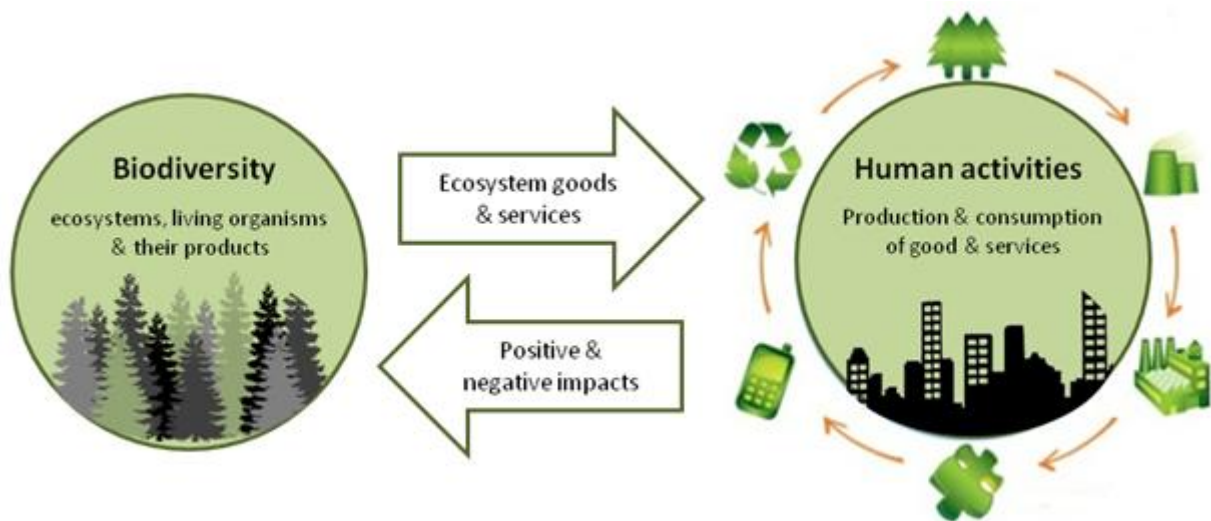 Biodiversity
ecosystems, living organisms
& their products
Ecosystem goods
& services
Positive &
negative impacts
Human activities
Production & consumption
of good & services